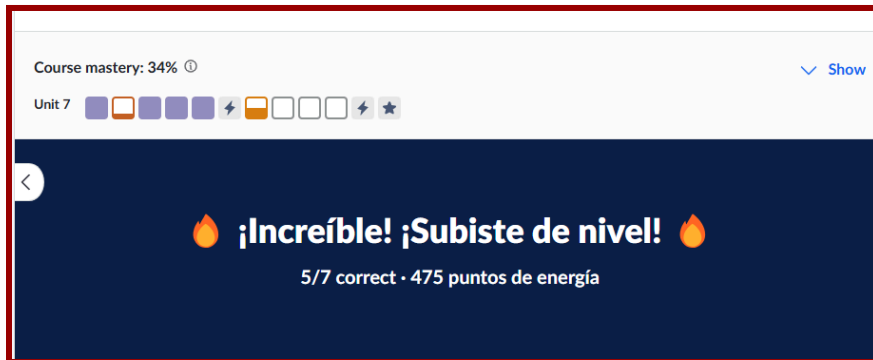 Course mastery: 34%
Show
Unit 7
¡Increíble! ¡Subiste de nivel!
5/7 correct · 475 puntos de energía